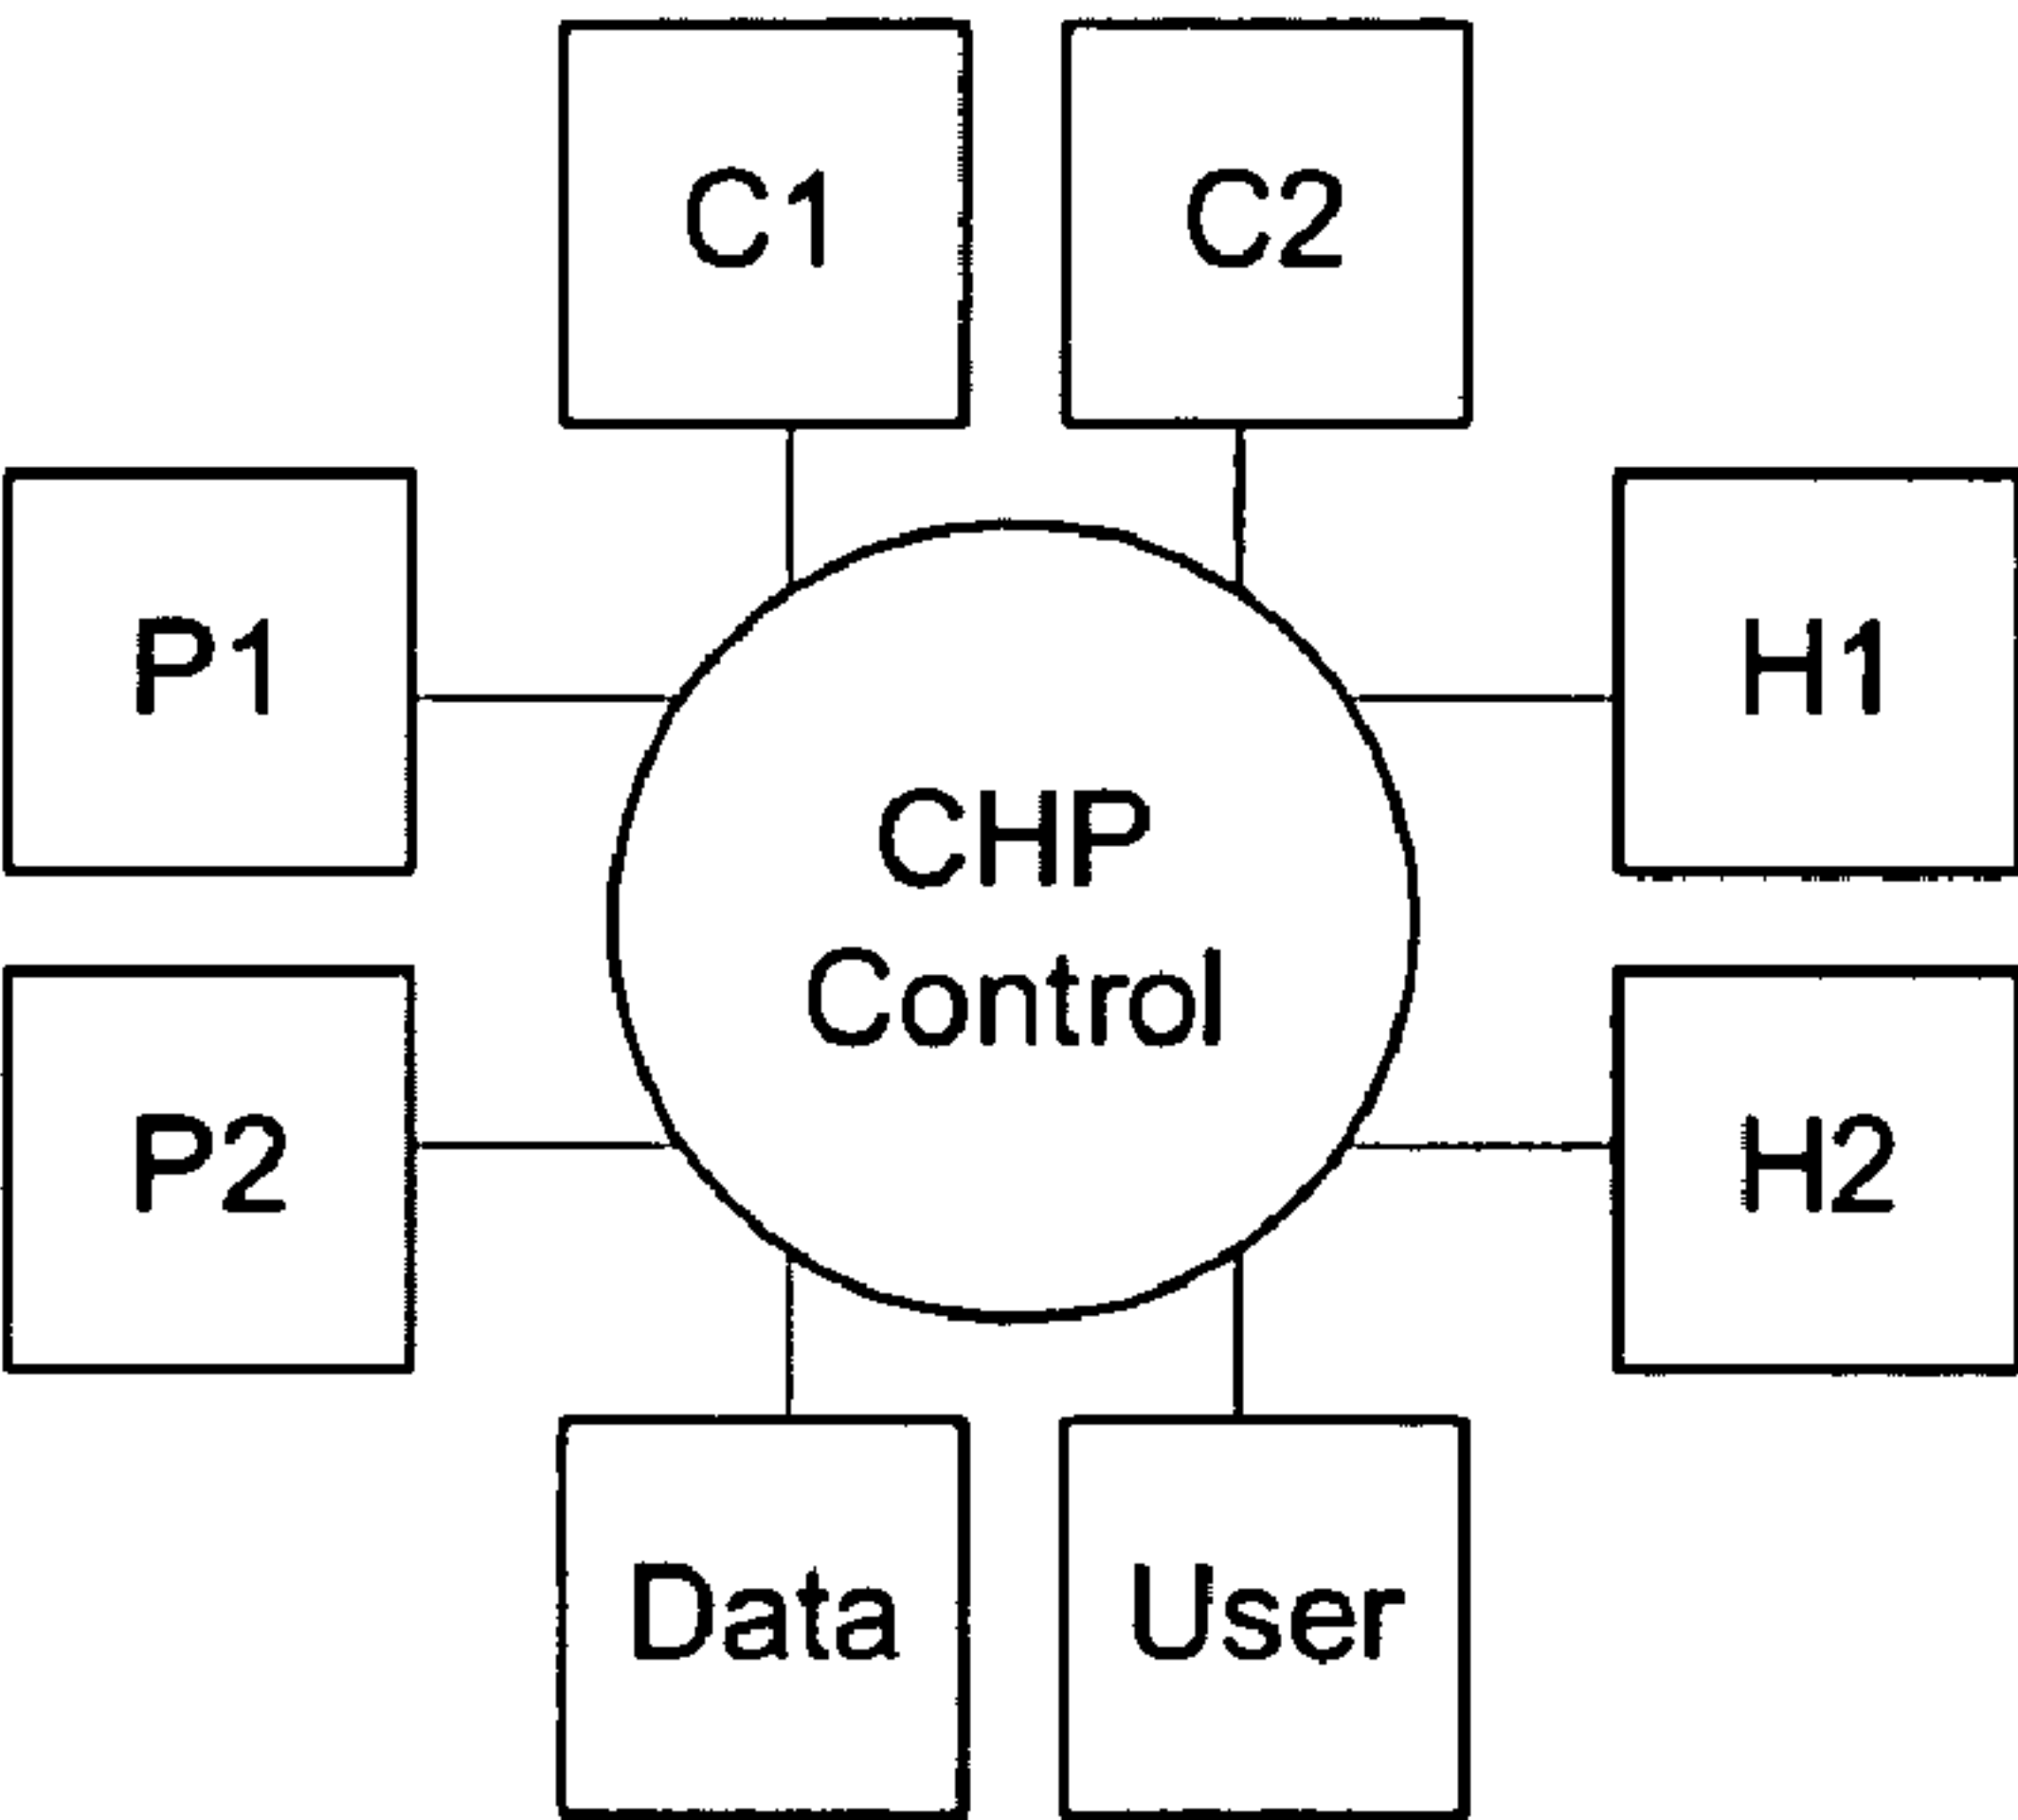 C1
C2
P1
H1
CHP
Control
P2
H2
Data
User